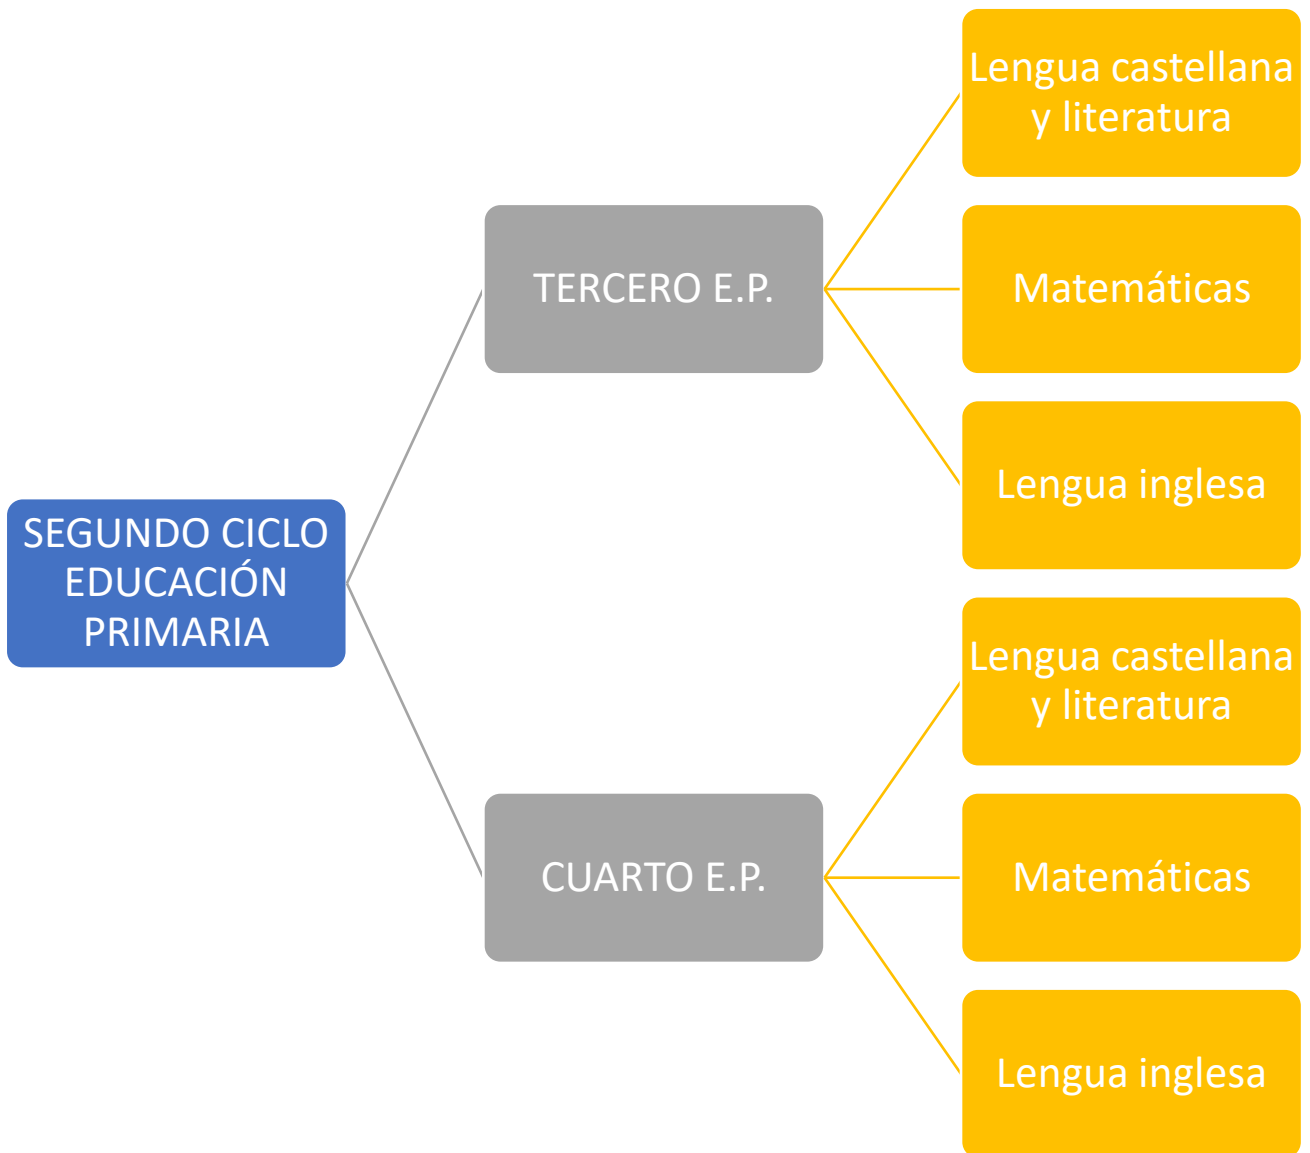 SEGUNDO CICLO
EDUCACIÓN
PRIMARIA
TERCERO E.P.
Lengua castellana
y literatura
Matemáticas
Lengua inglesa
CUARTO E.P.
Lengua castellana
y literatura
Matemáticas
Lengua inglesa